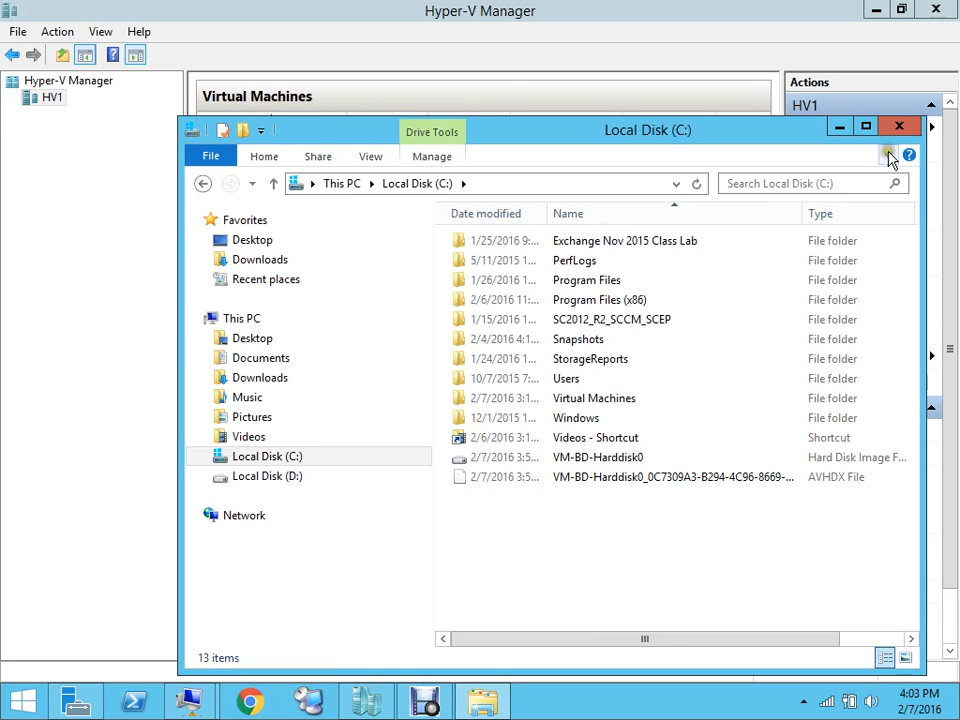 Hyper-V Manager
File Action View Help
Hyper-V Manager
HV1
Virtual Machines
Actions
HV1
Drive Tools
Local Disk (C:)
File Home Share View Manage
This PC Local Disk (C:)
Search Local Disk (C:)
Date modified Name Type
Favorites
Desktop
Downloads
Recent places
This PC
Desktop
Documents
Downloads
Music
Pictures
Videos
Local Disk (C:)
Local Disk (D:)
Network
1/25/2016 9:... Exchange Nov 2015 Class Lab File folder
5/11/2015 1... PerfLogs File folder
1/26/2016 1... Program Files File folder
2/6/2016 11:... Program Files (x86) File folder
1/15/2016 1... SC2012_R2_SCCM_SCEP File folder
2/4/2016 4:1... Snapshots File folder
1/24/2016 1... StorageReports File folder
10/7/2015 7:... Users File folder
2/7/2016 3:1... Virtual Machines File folder
12/1/2015 1... Windows File folder
2/6/2016 3:1... Videos - Shortcut Shortcut
2/7/2016 3:5... VM-BD-Harddisk0 Hard Disk Image F...
2/7/2016 3:5... VM-BD-Harddisk0_0C7309A3-B294-4C96-8669-... AVHDX File
13 items
4:03 PM
2/7/2016